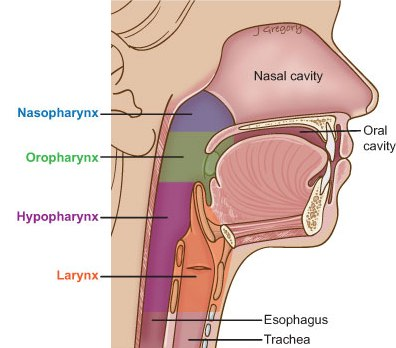 J Gregory
Nasal cavity
Nasopharynx
Oral
cavity
Oropharynx
Hypopharynx
Larynx
Esophagus
Trachea